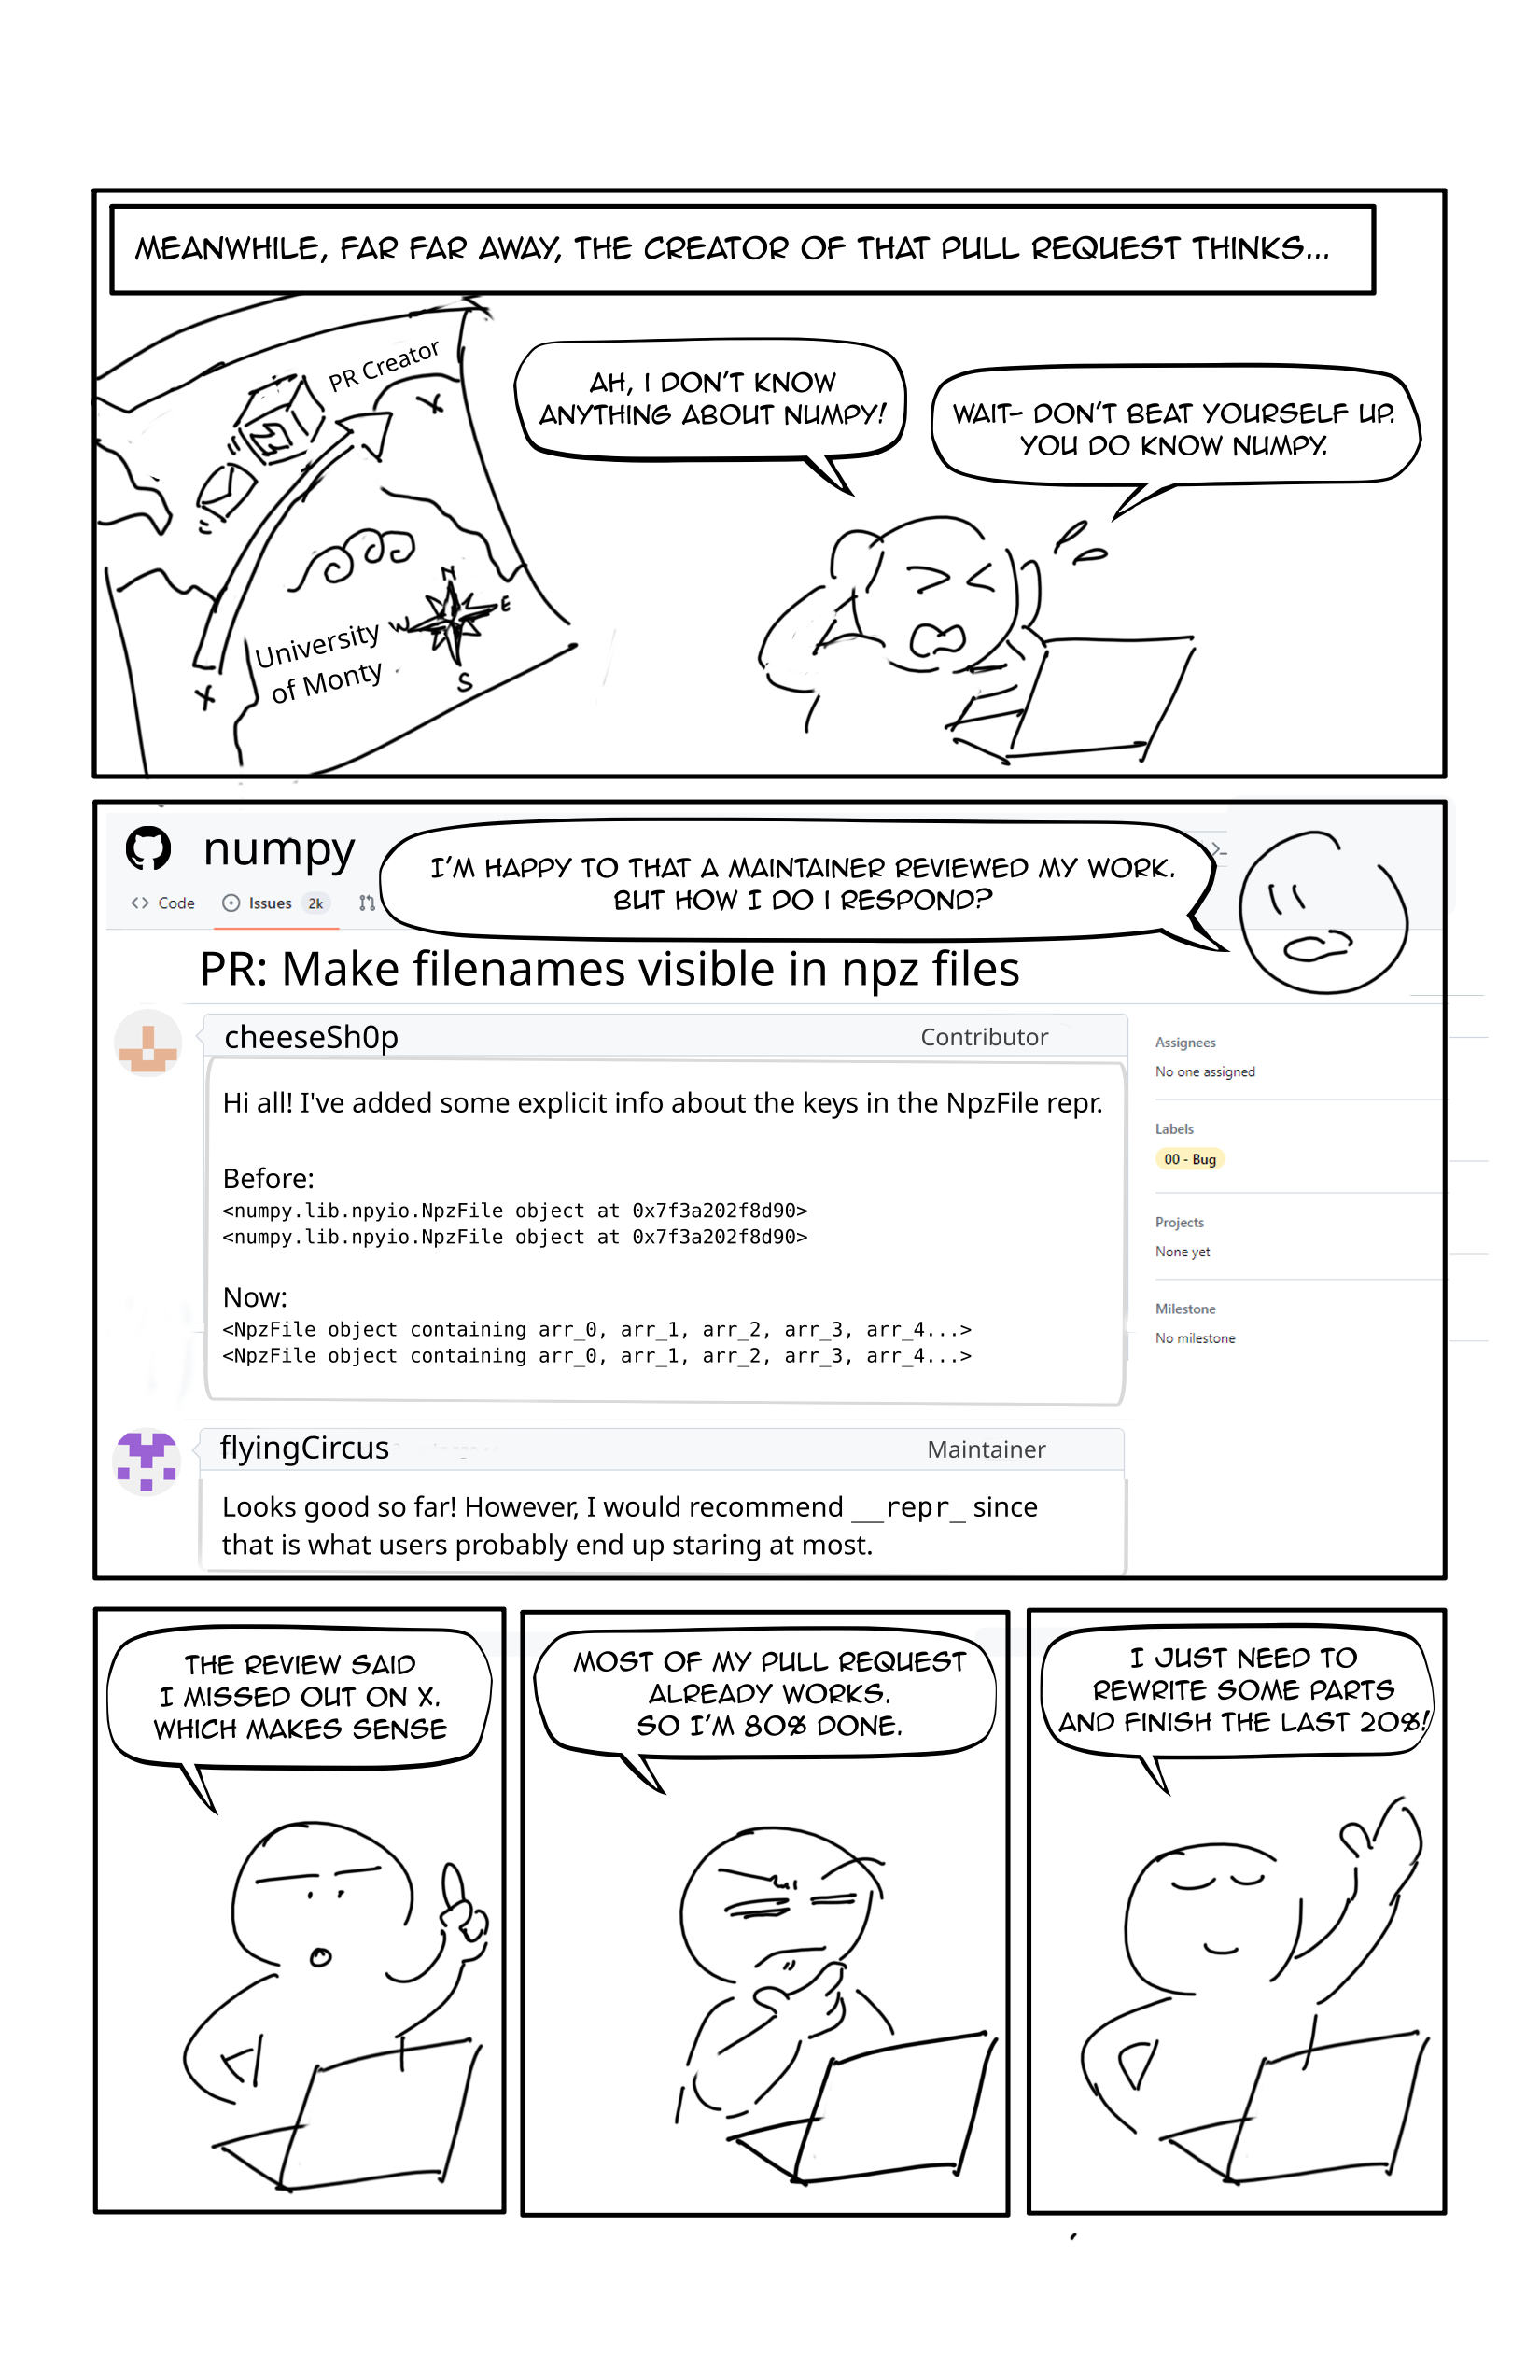 MEANWHILE, FAR FAR AWAY, THE CREATOR OF THAT PULL REQUEST THINKS...
PR Creator
X
AH, I DON'T KNOW
ANYTHING ABOUT NUMPY!
WAIT- DON'T BEAT YOURSELF UP.
YOU DO KNOW NUMPY.
N
W
E
S
University
of Monty
X
numpy
I'M HAPPY TO THAT A MAINTAINER REVIEWED MY WORK.
BUT HOW I DO I RESPOND?
<> Code
Issues 2k
>_
PR: Make filenames visible in npz files
cheeseSh0p
Contributor
Hi all! I've added some explicit info about the keys in the NpzFile repr.
Before:
<numpy.lib.npyio.NpzFile object at 0x7f3a202f8d90>
<numpy.lib.npyio.NpzFile object at 0x7f3a202f8d90>
Now:
<NpzFile object containing arr_0, arr_1, arr_2, arr_3, arr_4...>
<NpzFile object containing arr_0, arr_1, arr_2, arr_3, arr_4...>
Assignees
No one assigned
Labels
00 - Bug
Projects
None yet
Milestone
No milestone
flyingCircus
Maintainer
Looks good so far! However, I would recommend __repr_ since
that is what users probably end up staring at most.
THE REVIEW SAID
I MISSED OUT ON X.
WHICH MAKES SENSE
MOST OF MY PULL REQUEST
ALREADY WORKS.
SO I'M 80% DONE.
I JUST NEED TO
REWRITE SOME PARTS
AND FINISH THE LAST 20%!